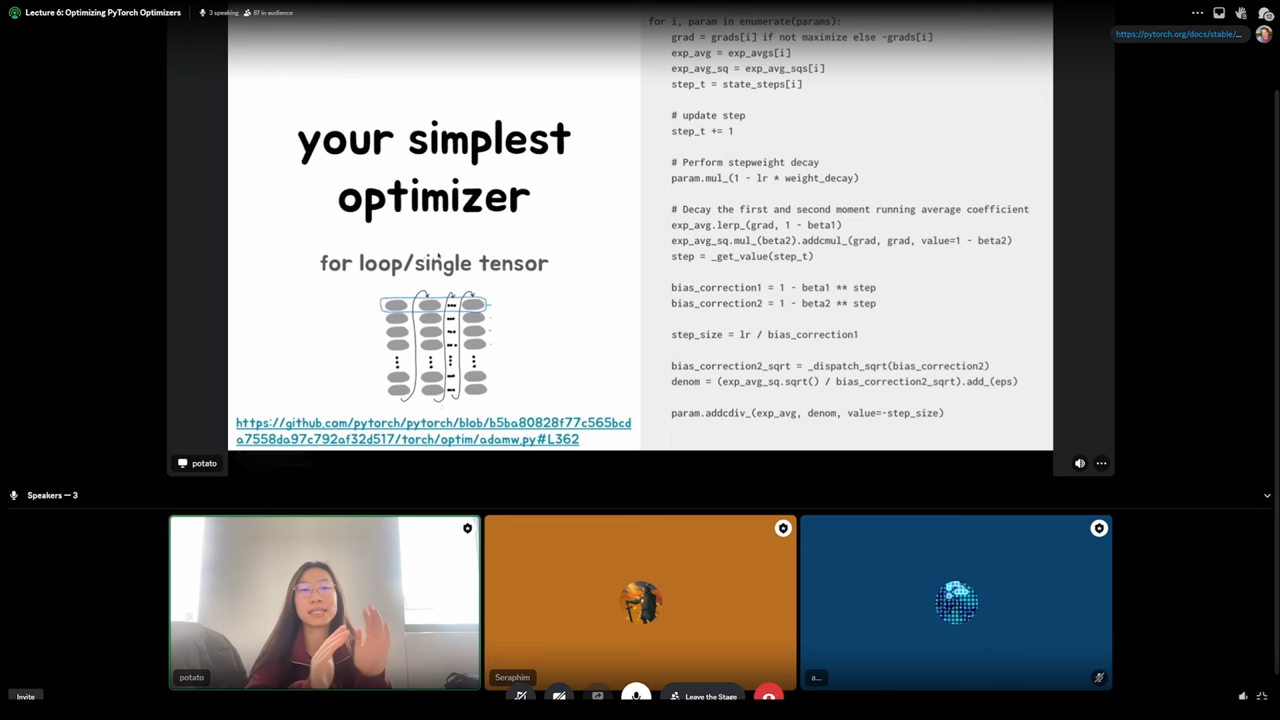 Lecture 6: Optimizing PyTorch Optimizers
3 speaking
87 in audience
https://pytorch.org/docs/stable/...
your simplest
optimizer
for loop/single tensor
https://github.com/pytorch/pytorch/blob/b5ba80828f77c565bcd
a7558da97c792af32d517/torch/optim/adamw.py#L362
for i, param in enumerate(params):
grad = grads[i] if not maximize else -grads[i]
exp_avg = exp_avgs[i]
exp_avg_sq = exp_avg_sqs[i]
step_t = state_steps[i]
# update step
step_t += 1
# Perform stepweight decay
param.mul_(1 - lr * weight_decay)
# Decay the first and second moment running average coefficient
exp_avg.lerp_(grad, 1 - beta1)
exp_avg_sq.mul_(beta2).addcmul_(grad, grad, value=1 - beta2)
step = _get_value(step_t)
bias_correction1 = 1 - beta1 ** step
bias_correction2 = 1 - beta2 ** step
step_size = lr / bias_correction1
bias_correction2_sqrt = _dispatch_sqrt(bias_correction2)
denom = (exp_avg_sq.sqrt() / bias_correction2_sqrt).add_(eps)
param.addcdiv_(exp_avg, denom, value=-step_size)
potato
Speakers — 3
potato
Seraphim
a...
Invite
Leave the Stage